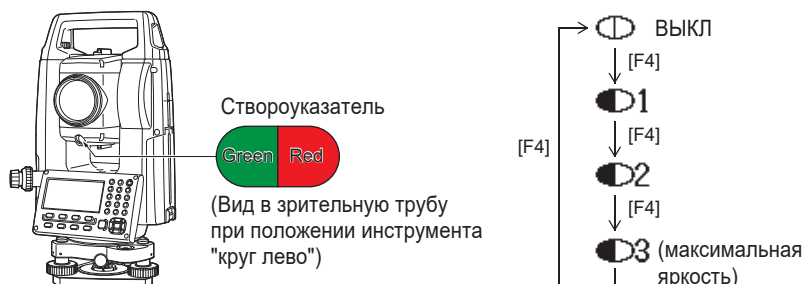 Створоуказатель
Green Red
(Вид в зрительную трубу
при положении инструмента
"круг лево")
ВЫКЛ
[F4]
1
[F4]
[F4]
2
[F4]
3 (максимальная
яркость)